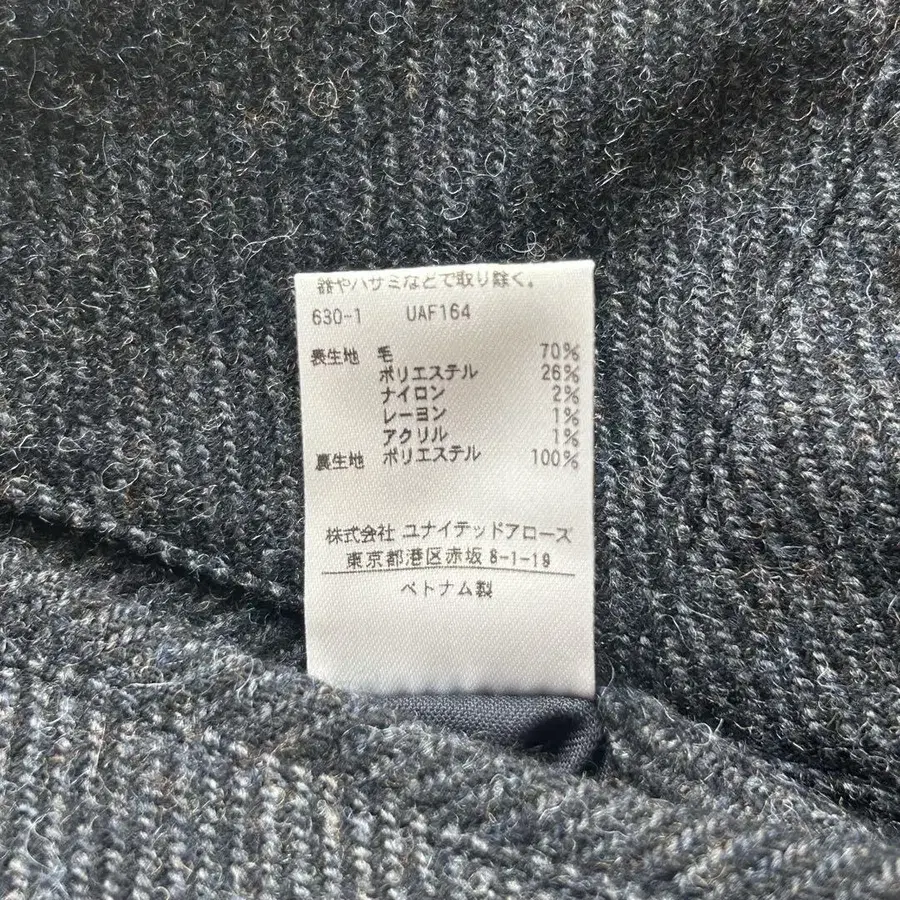 器やハサミなどで取り除く。
630-1 UAF164
表生地 毛 70%
ポリエステル 26%
ナイロン 2%
レーヨン 1%
アクリル 1%
裏生地 ポリエステル 100%
株式会社 ユナイテッドアローズ
東京都港区赤坂 8-1-19
ベトナム製